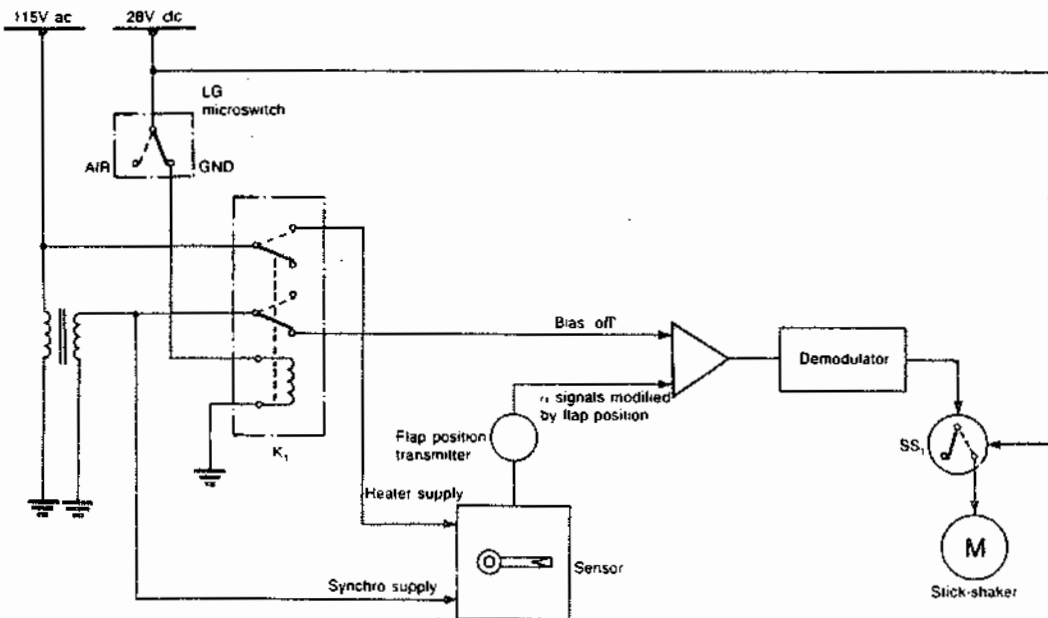 115V ac
28V dc
LG
microswitch
AIR
GND
K1
Bias off
α signals modified
by flap position
Demodulator
Flap position
transmitter
SS1
Heater supply
M
Sensor
Synchro supply
Stick-shaker